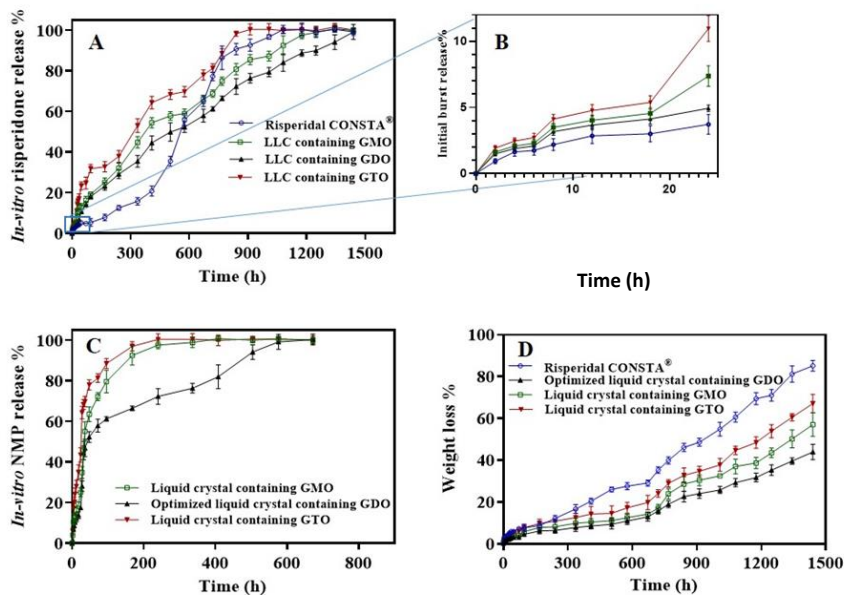 A
In-vitro risperidone release %
100
80
60
40
20
0
Risperidal CONSTA®
LLC containing GMO
LLC containing GDO
LLC containing GTO
0 300 600 900 1200 1500
Time (h)
B
Initial burst release%
10
5
0
10 20
Time (h)
C
In-vitro NMP release %
100
80
60
40
20
0
Liquid crystal containing GMO
Optimized liquid crystal containing GDO
Liquid crystal containing GTO
0 200 400 600 800
Time (h)
D
Weight loss %
100
80
60
40
20
0
Risperidal CONSTA®
Optimized liquid crystal containing GDO
Liquid crystal containing GMO
Liquid crystal containing GTO
0 300 600 900 1200 1500
Time (h)